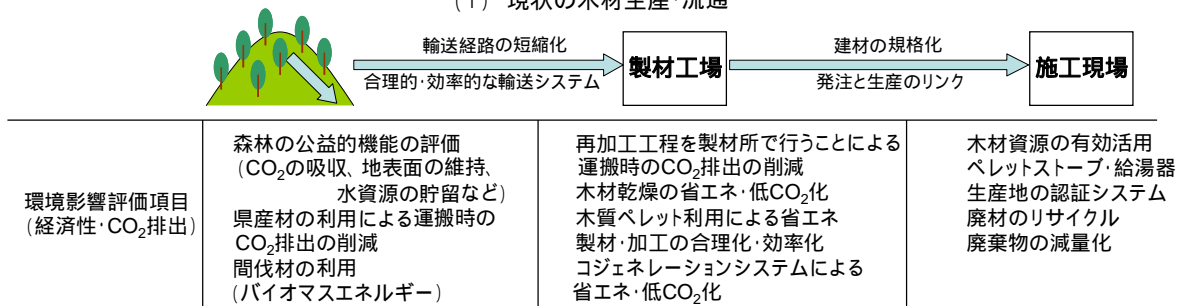 (1) 現状の木材生産・流通
輸送経路の短縮化
合理的・効率的な輸送システム
製材工場
建材の規格化
発注と生産のリンク
施工現場
環境影響評価項目
(経済性・CO2排出)
森林の公益的機能の評価
(CO2の吸収、地表面の維持、
水資源の貯留など)
県産材の利用による運搬時の
CO2排出の削減
間伐材の利用
(バイオマスエネルギー)
再加工工程を製材所で行うことによる
運搬時のCO2排出の削減
木材乾燥の省エネ・低CO2化
木質ペレット利用による省エネ
製材・加工の合理化・効率化
コジェネレーションシステムによる
省エネ・低CO2化
木材資源の有効活用
ペレットストーブ・給湯器
生産地の認証システム
廃材のリサイクル
廃棄物の減量化